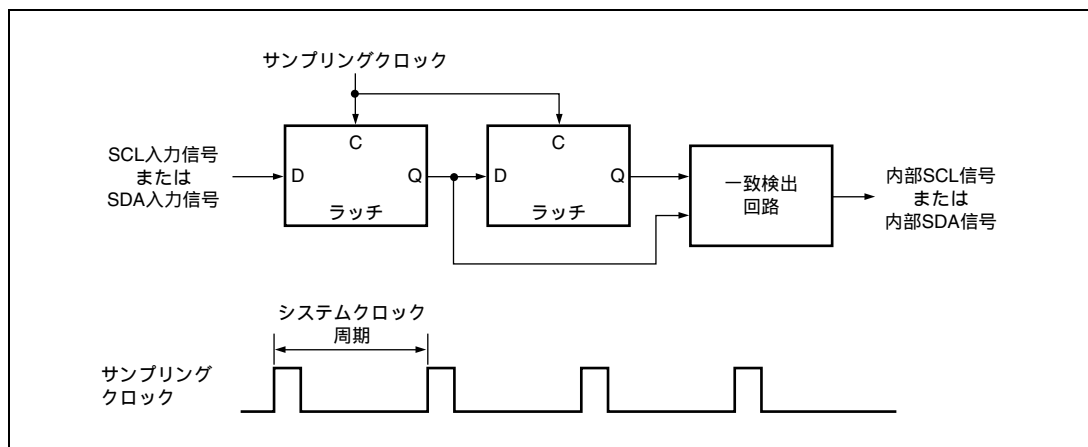 サンプリングクロック
C
C
SCL入力信号
または
SDA入力信号
D
Q
D
Q
ラッチ
ラッチ
一致検出
回路
内部SCL信号
または
内部SDA信号
システムクロック
周期
サンプリング
クロック